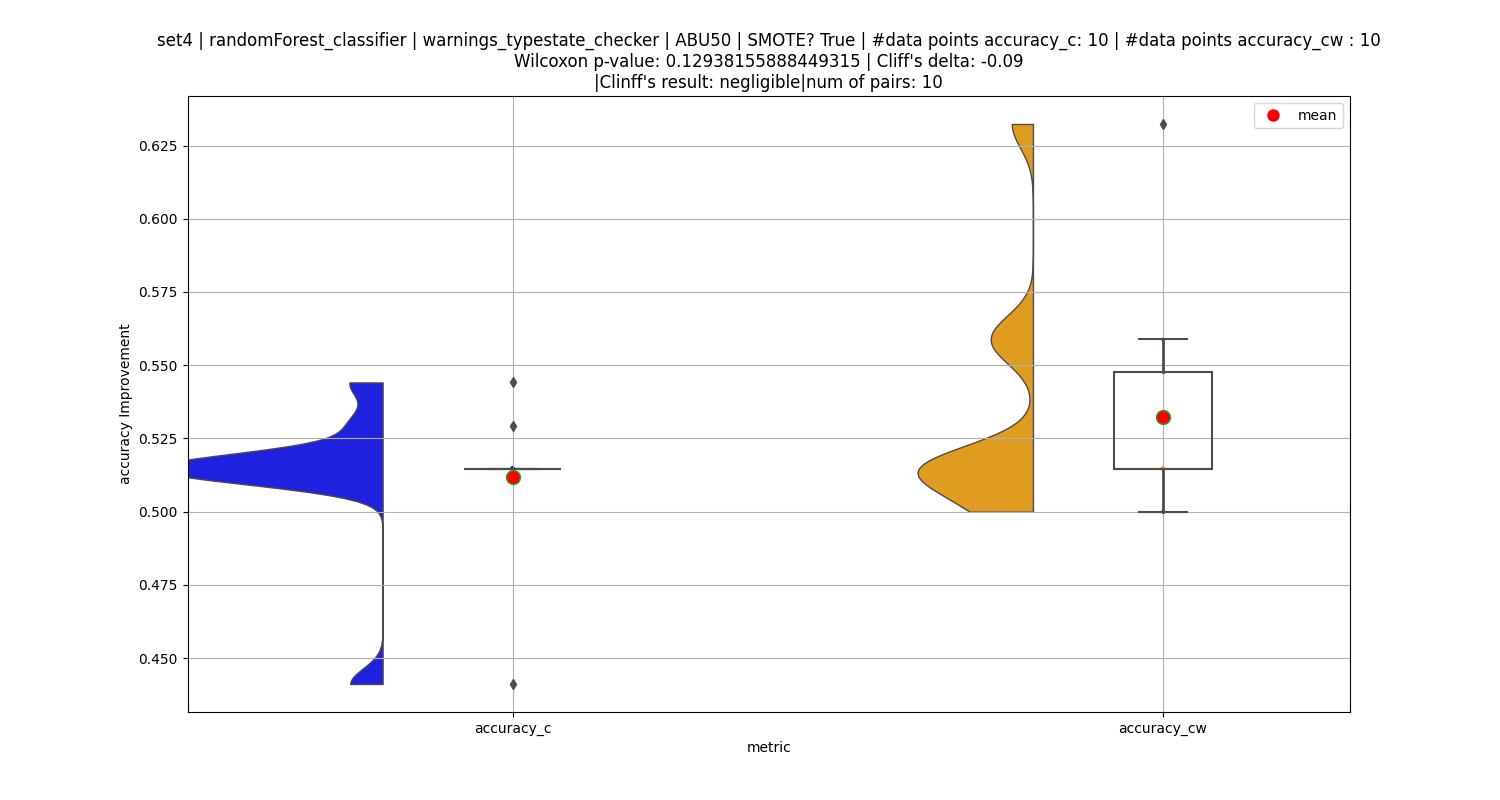 set4 | randomForest_classifier | warnings_typestate_checker | ABU50 | SMOTE? True | #data points accuracy_c: 10 | #data points accuracy_cw : 10
Wilcoxon p-value: 0.12938155888449315 | Cliff's delta: -0.09
|Clinff's result: negligible|num of pairs: 10
mean
0.625
0.600
0.575
0.550
0.525
0.500
0.475
0.450
accuracy Improvement
accuracy_c
accuracy_cw
metric